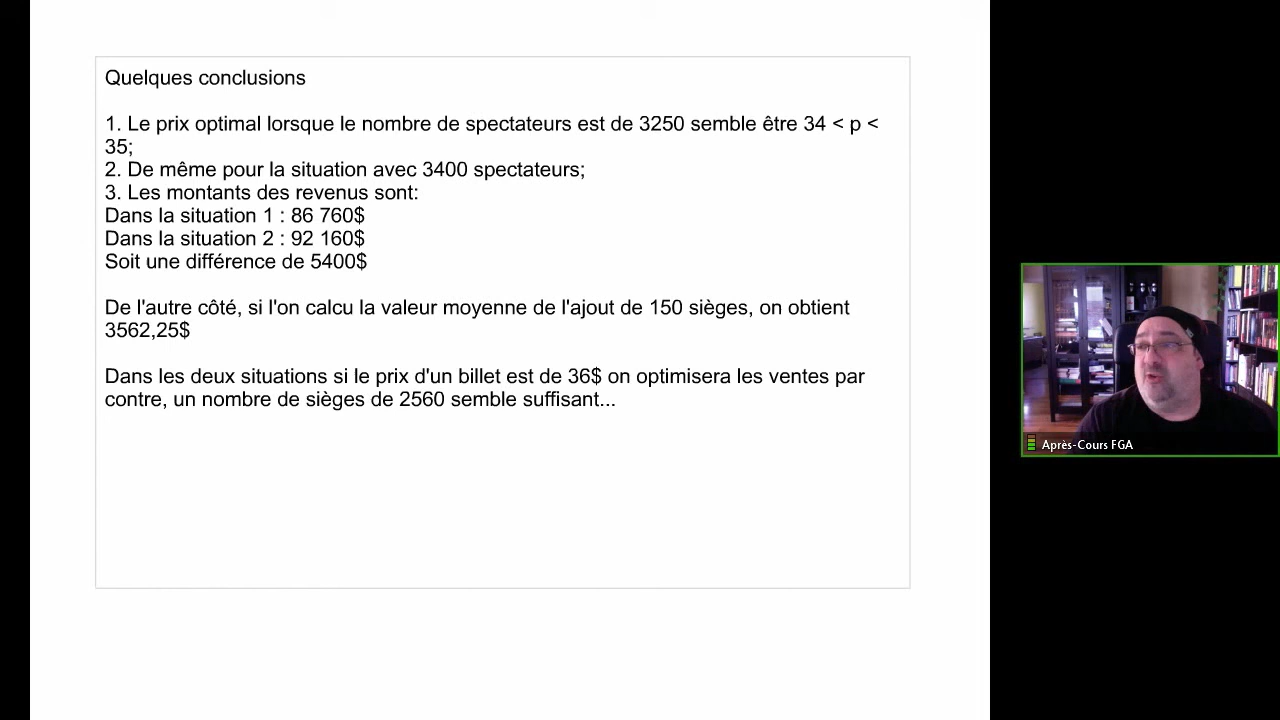 Quelques conclusions
1. Le prix optimal lorsque le nombre de spectateurs est de 3250 semble être 34 < p <
35;
2. De même pour la situation avec 3400 spectateurs;
3. Les montants des revenus sont:
Dans la situation 1 : 86 760$
Dans la situation 2 : 92 160$
Soit une différence de 5400$
De l'autre côté, si l'on calcu la valeur moyenne de l'ajout de 150 sièges, on obtient
3562,25$
Dans les deux situations si le prix d'un billet est de 36$ on optimisera les ventes par
contre, un nombre de sièges de 2560 semble suffisant...
Après-Cours FGA